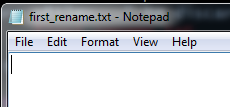 first_rename.txt - Notepad
File Edit Format View Help